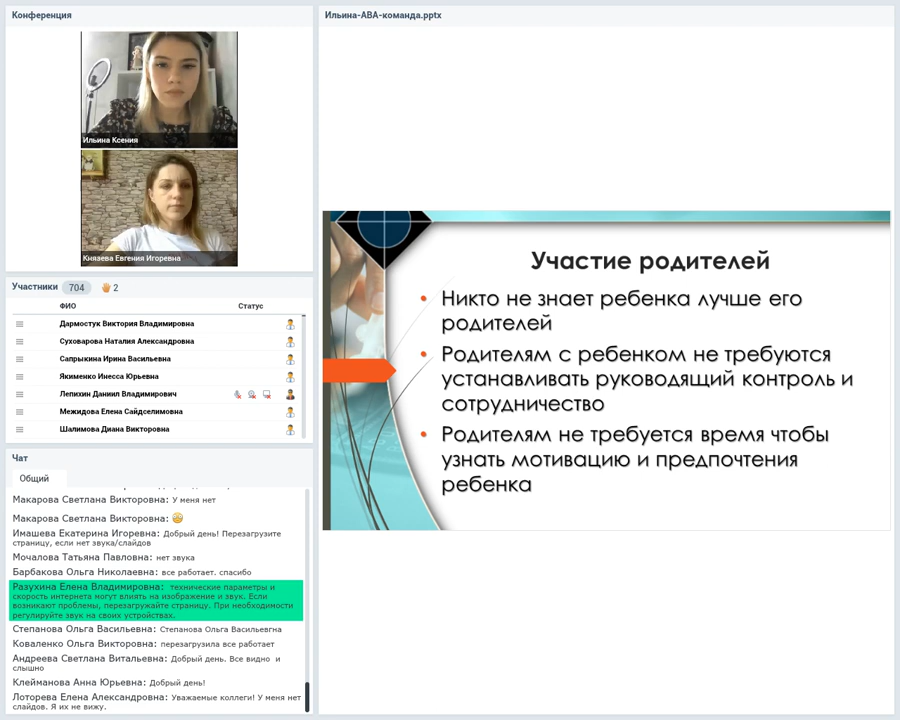 Конференция
Ильина Ксения
Князева Евгения Игоревна
Участники 704 2
ФИО Статус
Дармостук Виктория Владимировна
Суховарова Наталия Александровна
Сапрыкина Ирина Васильевна
Якименко Инесса Юрьевна
Лепихин Даниил Владимирович
Межидова Елена Сайдселимовна
Шалимова Диана Викторовна
Чат
Общий
Макарова Светлана Викторовна: У меня нет
Макарова Светлана Викторовна:
Имашева Екатерина Игоревна: Добрый день! Перезагрузите
страницу, если нет звука/слайдов
Мочалова Татьяна Павловна: нет звука
Барбакова Ольга Николаевна: все работает. спасибо
Разухина Елена Владимировна: технические параметры и
скорость интернета могут влиять на изображение и звук. Если
возникают проблемы, перезагружайте страницу. При необходимости
регулируйте звук на своих устройствах.
Степанова Ольга Васильевна: Степанова Ольга Васильевгна
Коваленко Ольга Викторовна: перезагрузила все работает
Андреева Светлана Витальевна: Добрый день. Все видно и
слышно
Клейманова Анна Юрьевна: Добрый день!
Лоторева Елена Александровна: Уважаемые коллеги! У меня нет
слайдов. Я их не вижу.
Ильина-АВА-команда.pptx
Участие родителей
• Никто не знает ребенка лучше его
родителей
• Родителям с ребенком не требуются
устанавливать руководящий контроль и
сотрудничество
• Родителям не требуется время чтобы
узнать мотивацию и предпочтения
ребенка